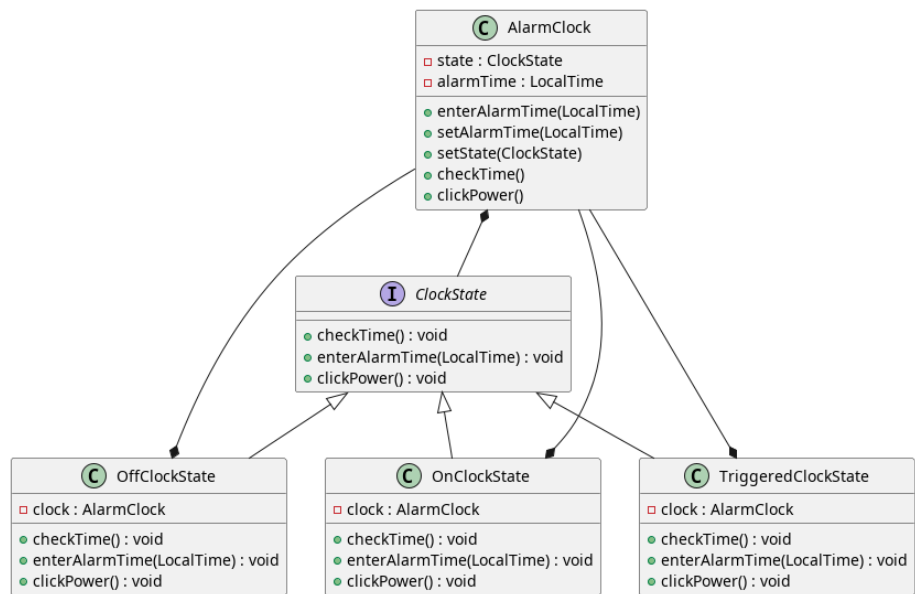 C AlarmClock
state : ClockState
alarmTime : LocalTime
enterAlarmTime(LocalTime)
setAlarmTime(LocalTime)
setState(ClockState)
checkTime()
clickPower()
I ClockState
checkTime() : void
enterAlarmTime(LocalTime) : void
clickPower() : void
C OffClockState
clock : AlarmClock
checkTime() : void
enterAlarmTime(LocalTime) : void
clickPower() : void
C OnClockState
clock : AlarmClock
checkTime() : void
enterAlarmTime(LocalTime) : void
clickPower() : void
C TriggeredClockState
clock : AlarmClock
checkTime() : void
enterAlarmTime(LocalTime) : void
clickPower() : void